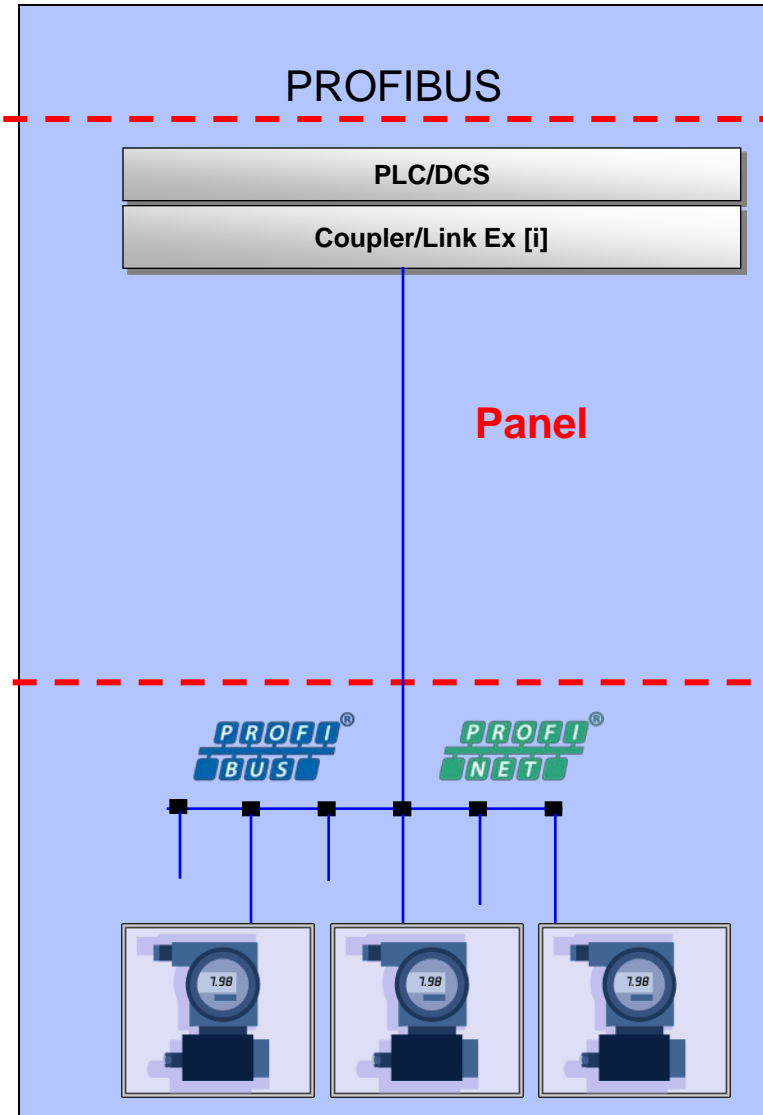 PROFIBUS
PLC/DCS
Coupler/Link Ex [i]
Panel
PROFI®
BUS
PROFI®
NET
7.98
7.98
7.98